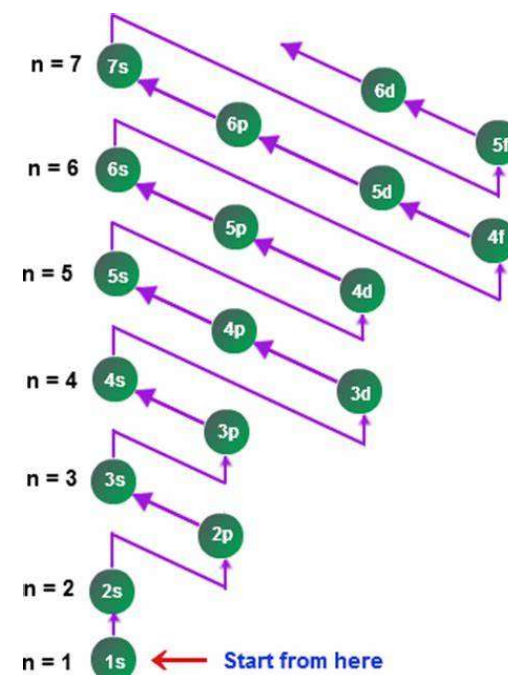 n = 7 7s 6d
6p 5f
n = 6 6s 5d
5p 4f
n = 5 5s 4d
4p
n = 4 4s 3d
3p
n = 3 3s
2p
n = 2 2s
n = 1 1s Start from here